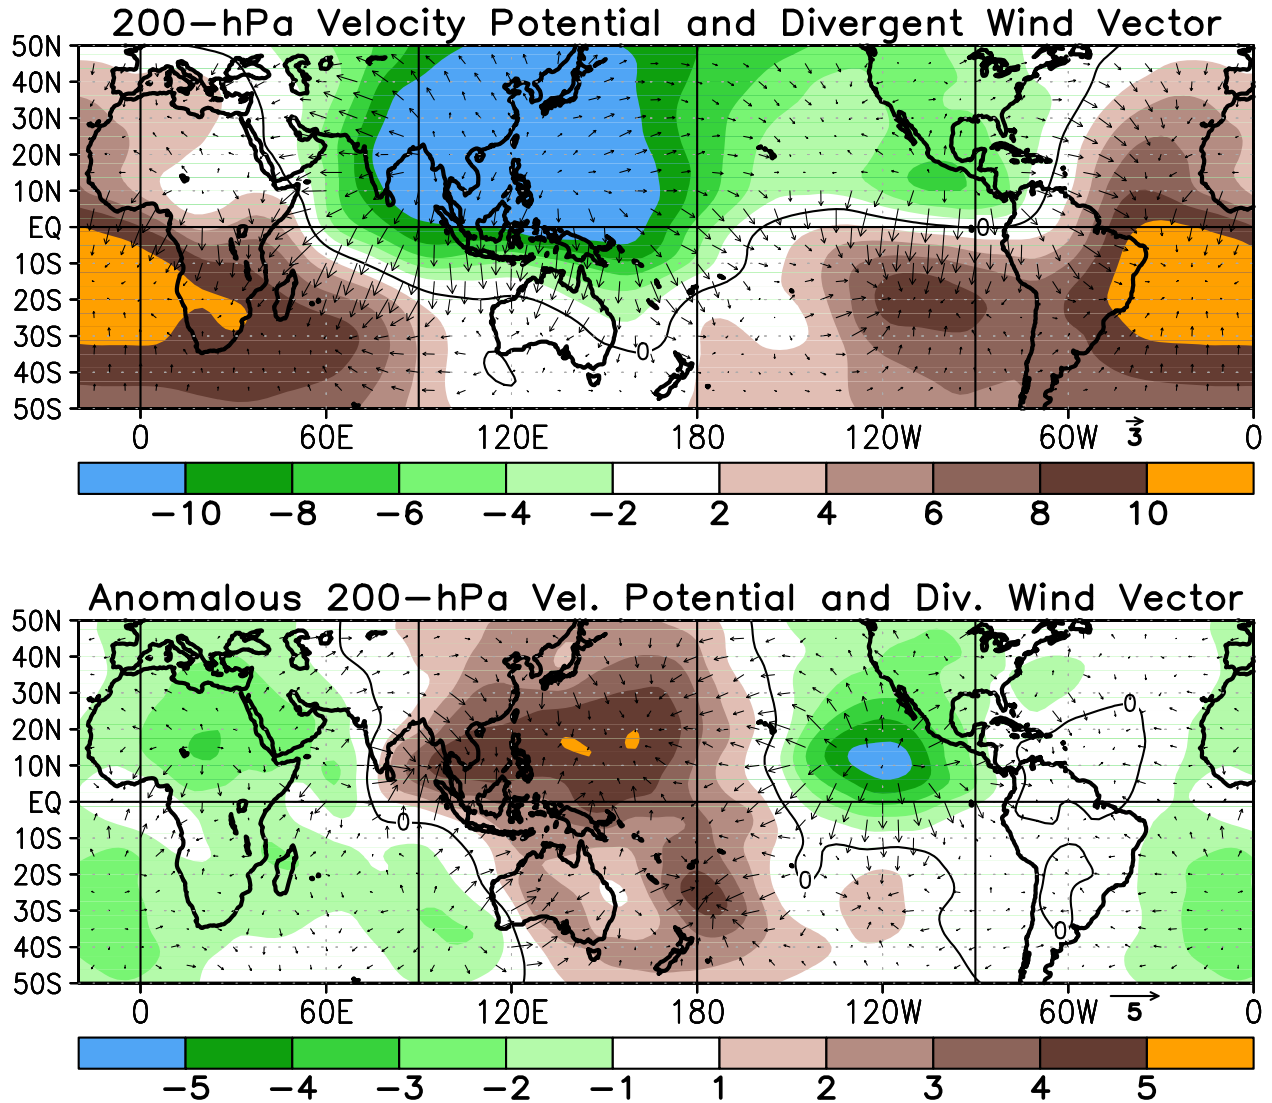 200-hPa Velocity Potential and Divergent Wind Vector
50N
40N
30N
20N
10N
EQ
10S
20S
30S
40S
50S
0
0
0 60E 120E 180 120W 60W 3 0
-10 -8 -6 -4 -2 2 4 6 8 10
Anomalous 200-hPa Vel. Potential and Div. Wind Vector
50N
40N
30N
20N
10N
EQ
10S
20S
30S
40S
50S
0
0
0
0
0 60E 120E 180 120W 60W 5 0
-5 -4 -3 -2 -1 1 2 3 4 5